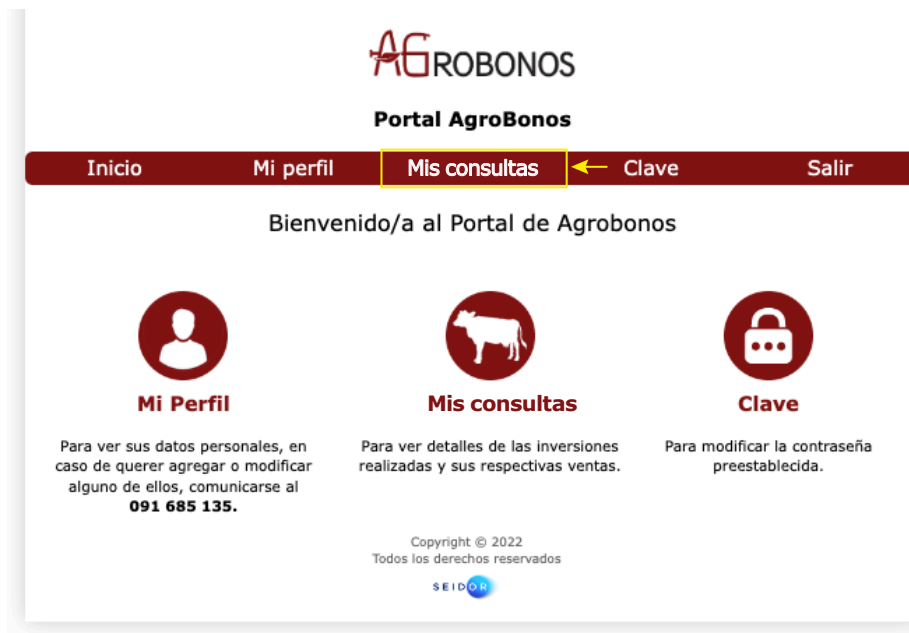 AGROBONOS
Portal AgroBonos
Inicio Mi perfil Mis consultas Clave Salir
Bienvenido/a al Portal de Agrobonos
Mi Perfil
Para ver sus datos personales, en
caso de querer agregar o modificar
alguno de ellos, comunicarse al
091 685 135.
Mis consultas
Para ver detalles de las inversiones
realizadas y sus respectivas ventas.
Clave
Para modificar la contraseña
preestablecida.
Copyright © 2022
Todos los derechos reservados
SEIDOR